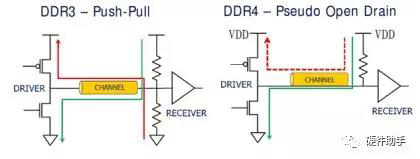 DDR3 – Push-Pull
DRIVER
CHANNEL
RECEIVER
DDR4 – Pseudo Open Drain
VDD
VDD
DRIVER
CHANNEL
RECEIVER
硬件助手